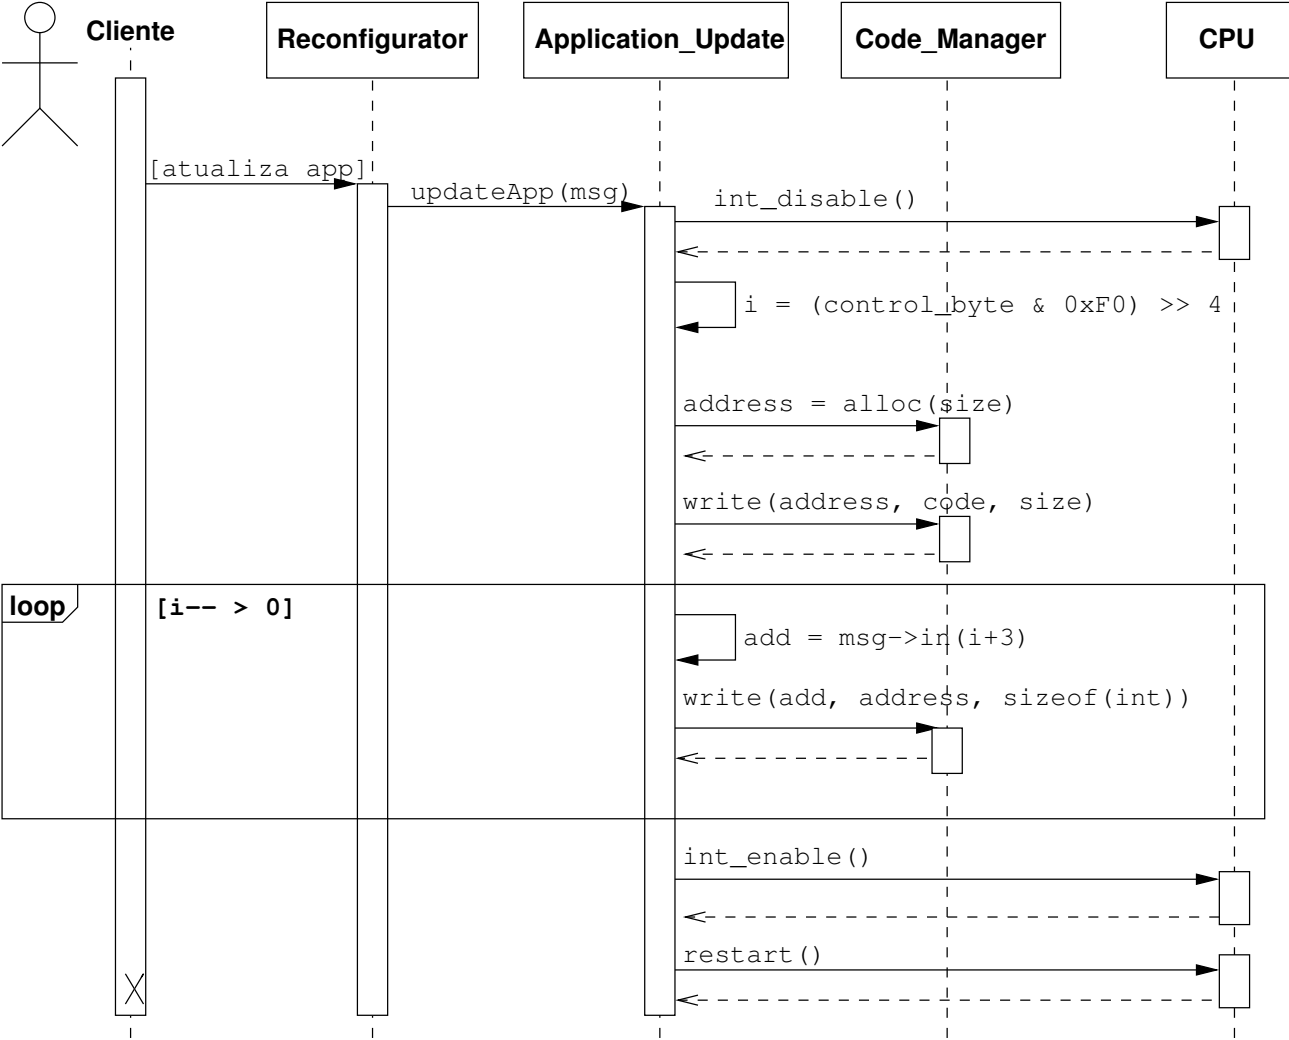 Cliente
Reconfigurator
Application_Update
Code_Manager
CPU
[atualiza app]
updateApp(msg)
int_disable()
i = (control_byte & 0xF0) >> 4
address = alloc(size)
write(address, code, size)
loop
[i-- > 0]
add = msg->in(i+3)
write(add, address, sizeof(int))
int_enable()
restart()